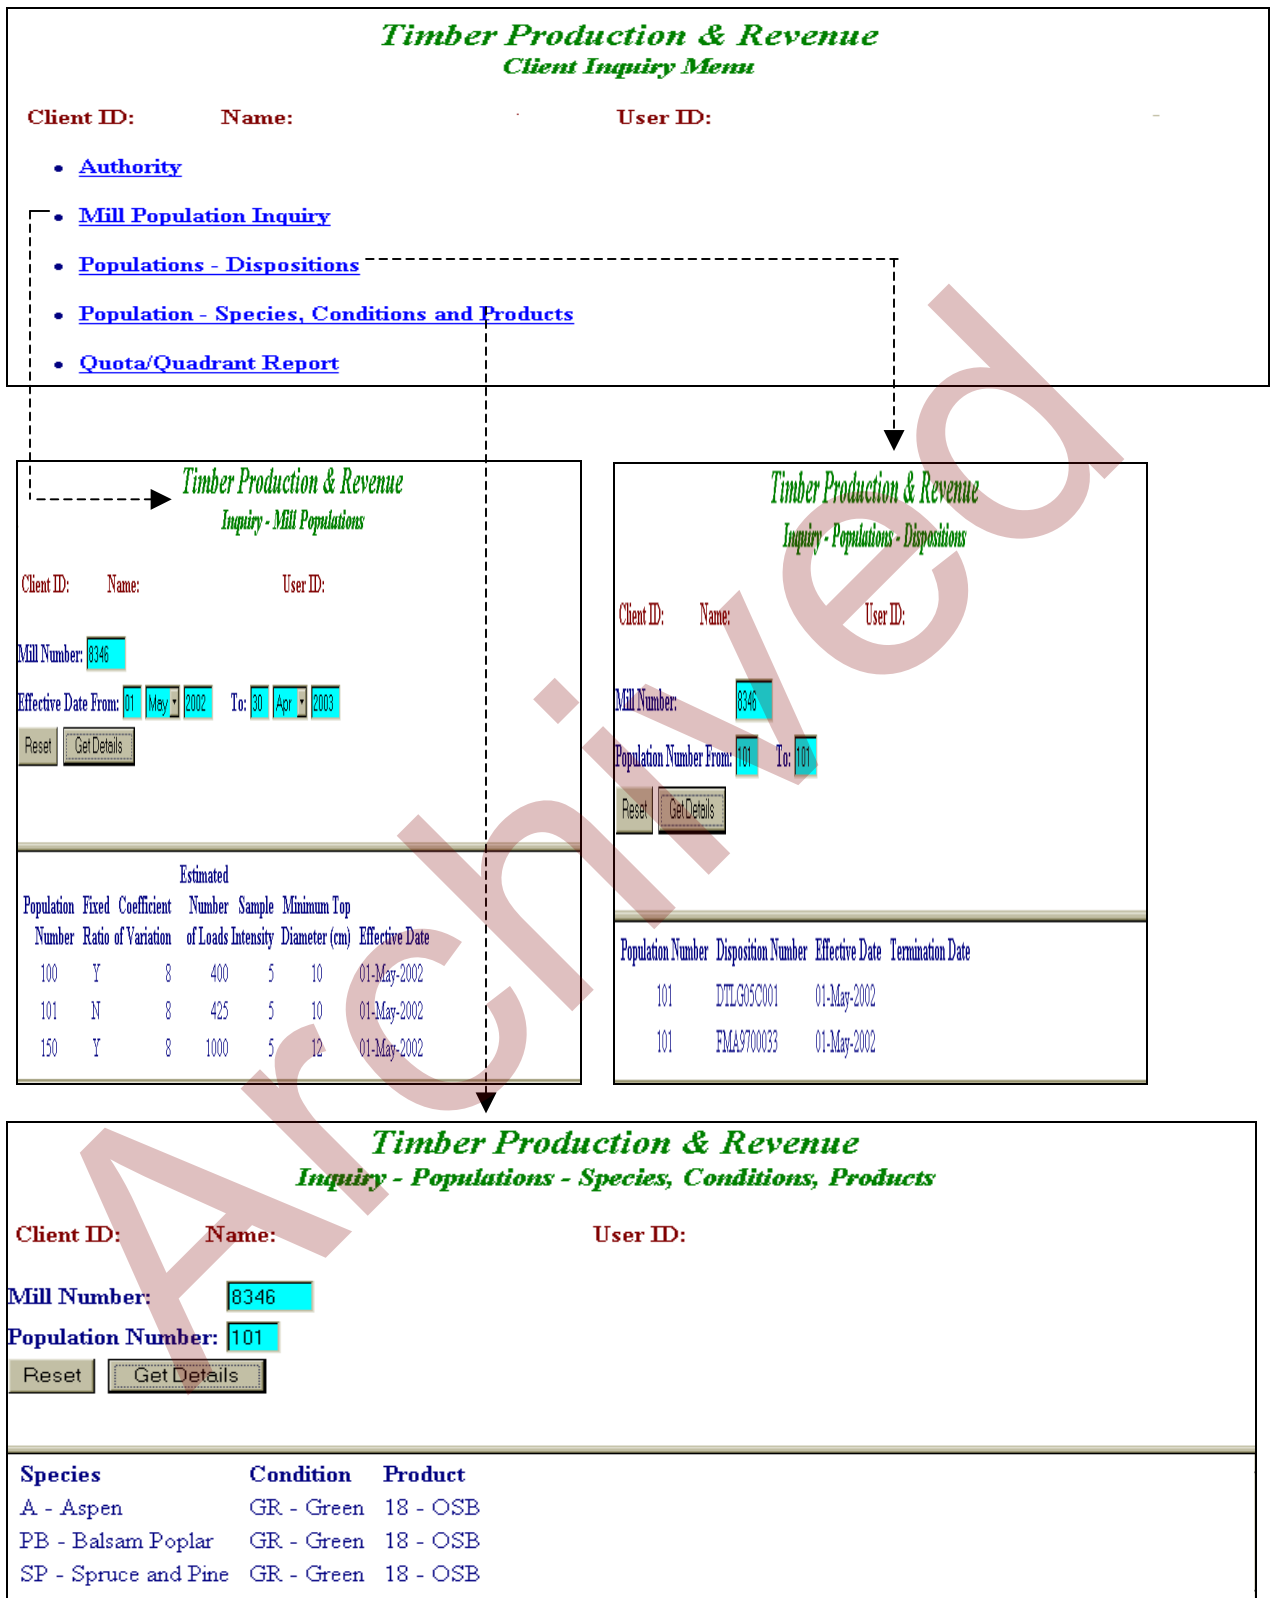 Timber Production & Revenue
Client Inquiry Menu
Client ID: Name: User ID:
• Authority
• Mill Population Inquiry
• Populations - Dispositions
• Population - Species, Conditions and Products
• Quota/Quadrant Report
Timber Production & Revenue
Inquiry - Mill Populations
Client ID: Name: User ID:
Mill Number: 8346
Effective Date From: 01 May 2002 To: 30 Apr 2003
Reset Get Details
Estimated
Population Fixed Coefficient Number Sample Minimum Top
Number Ratio of Variation of Loads Intensity Diameter (cm) Effective Date
100 Y 8 400 5 10 01-May-2002
101 N 8 425 5 10 01-May-2002
150 Y 8 1000 5 12 01-May-2002
Timber Production & Revenue
Inquiry - Populations - Dispositions
Client ID: Name: User ID:
Mill Number: 8346
Population Number From: 101 To: 101
Reset Get Details
Population Number Disposition Number Effective Date Termination Date
101 DTLG05C001 01-May-2002
101 FMA9700033 01-May-2002
Timber Production & Revenue
Inquiry - Populations - Species, Conditions, Products
Client ID: Name: User ID:
Mill Number: 8346
Population Number: 101
Reset Get Details
Species Condition Product
A - Aspen GR - Green 18 - OSB
PB - Balsam Poplar GR - Green 18 - OSB
SP - Spruce and Pine GR - Green 18 - OSB
Archived